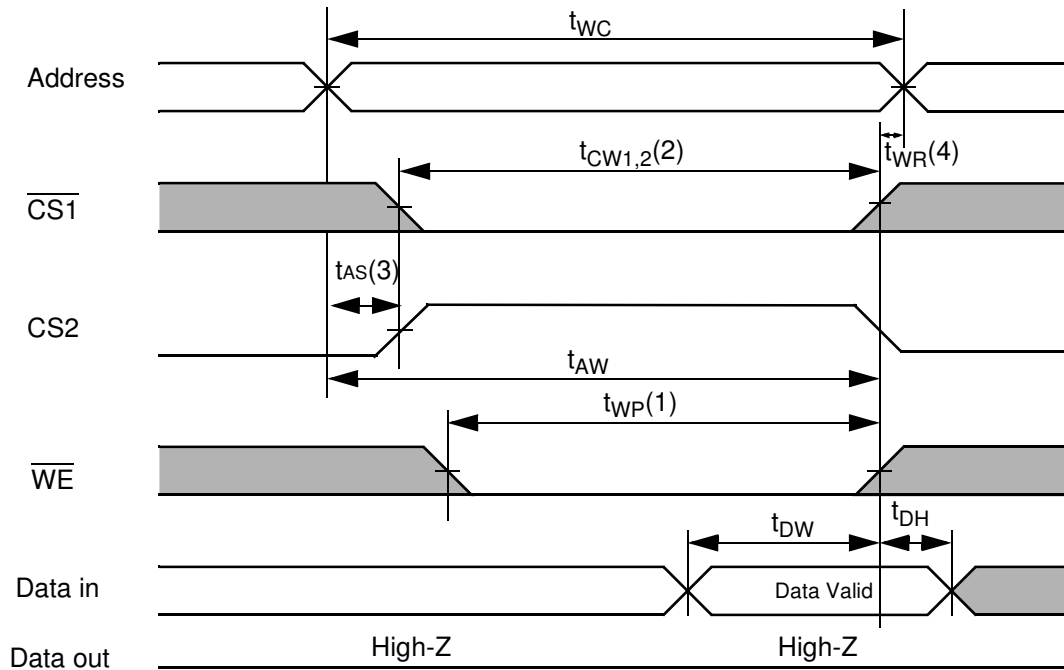 tWC
Address
tCW1,2(2)
tWR(4)
CS1
tAS(3)
CS2
tAW
tWP(1)
WE
tDW
tDH
Data in
Data Valid
Data out
High-Z
High-Z